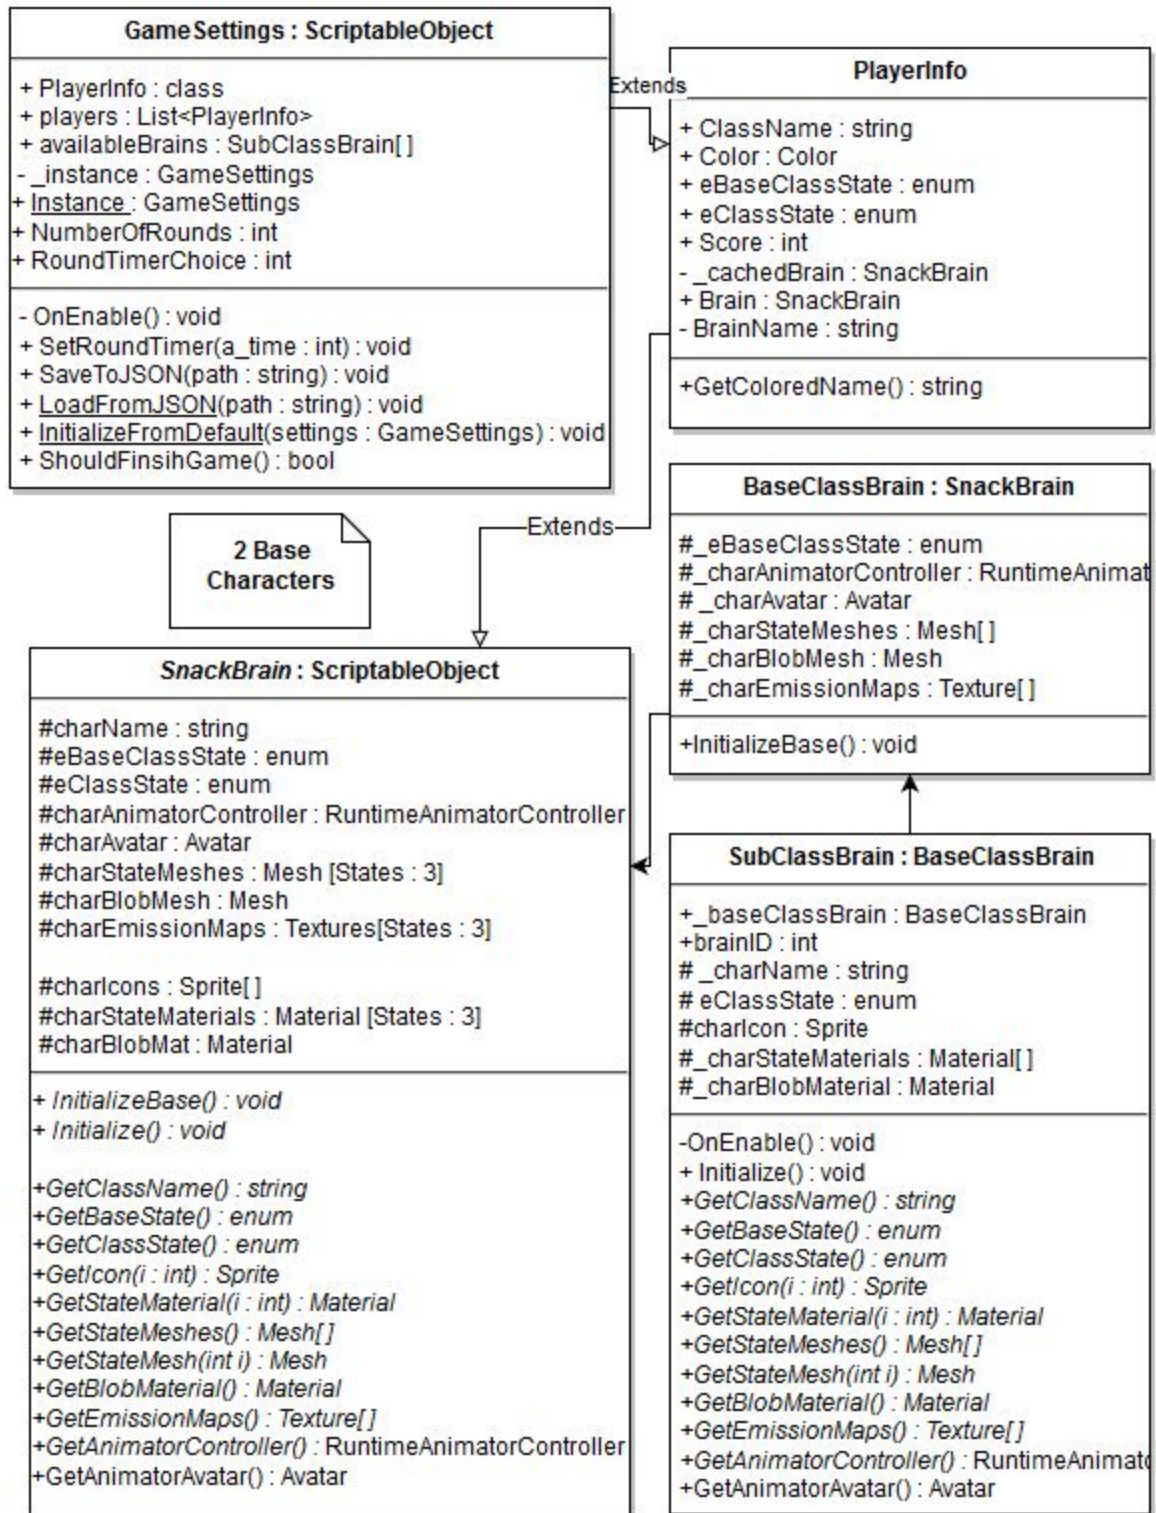 GameSettings : ScriptableObject
+ PlayerInfo : class
+ players : List<PlayerInfo>
+ availableBrains : SubClassBrain[ ]
- _instance : GameSettings
+ Instance : GameSettings
+ NumberOfRounds : int
+ RoundTimerChoice : int
- OnEnable() : void
+ SetRoundTimer(a_time : int) : void
+ SaveToJSON(path : string) : void
+ LoadFromJSON(path : string) : void
+ InitializeFromDefault(settings : GameSettings) : void
+ ShouldFinsihGame() : bool
Extends
PlayerInfo
+ ClassName : string
+ Color : Color
+ eBaseClassState : enum
+ eClassState : enum
+ Score : int
- _cachedBrain : SnackBrain
+ Brain : SnackBrain
- BrainName : string
+GetColoredName() : string
Extends
2 Base
Characters
BaseClassBrain : SnackBrain
#_eBaseClassState : enum
#_charAnimatorController : RuntimeAnimat
# _charAvatar : Avatar
#_charStateMeshes : Mesh[ ]
#_charBlobMesh : Mesh
#_charEmissionMaps : Texture[ ]
+InitializeBase() : void
SnackBrain : ScriptableObject
#charName : string
#eBaseClassState : enum
#eClassState : enum
#charAnimatorController : RuntimeAnimatorController
#charAvatar : Avatar
#charStateMeshes : Mesh [States : 3]
#charBlobMesh : Mesh
#charEmissionMaps : Textures[States : 3]
#charIcons : Sprite[ ]
#charStateMaterials : Material [States : 3]
#charBlobMat : Material
+ InitializeBase() : void
+ Initialize() : void
+GetClassName() : string
+GetBaseState() : enum
+GetClassState() : enum
+GetIcon(i : int) : Sprite
+GetStateMaterial(i : int) : Material
+GetStateMeshes() : Mesh[ ]
+GetStateMesh(int i) : Mesh
+GetBlobMaterial() : Material
+GetEmissionMaps() : Texture[ ]
+GetAnimatorController() : RuntimeAnimatorController
+GetAnimatorAvatar() : Avatar
SubClassBrain : BaseClassBrain
+_baseClassBrain : BaseClassBrain
+brainID : int
# _charName : string
# eClassState : enum
#charIcon : Sprite
#_charStateMaterials : Material[ ]
#_charBlobMaterial : Material
-OnEnable() : void
+ Initialize() : void
+GetClassName() : string
+GetBaseState() : enum
+GetClassState() : enum
+GetIcon(i : int) : Sprite
+GetStateMaterial(i : int) : Material
+GetStateMeshes() : Mesh[ ]
+GetStateMesh(int i) : Mesh
+GetBlobMaterial() : Material
+GetEmissionMaps() : Texture[ ]
+GetAnimatorController() : RuntimeAnimato
+GetAnimatorAvatar() : Avatar